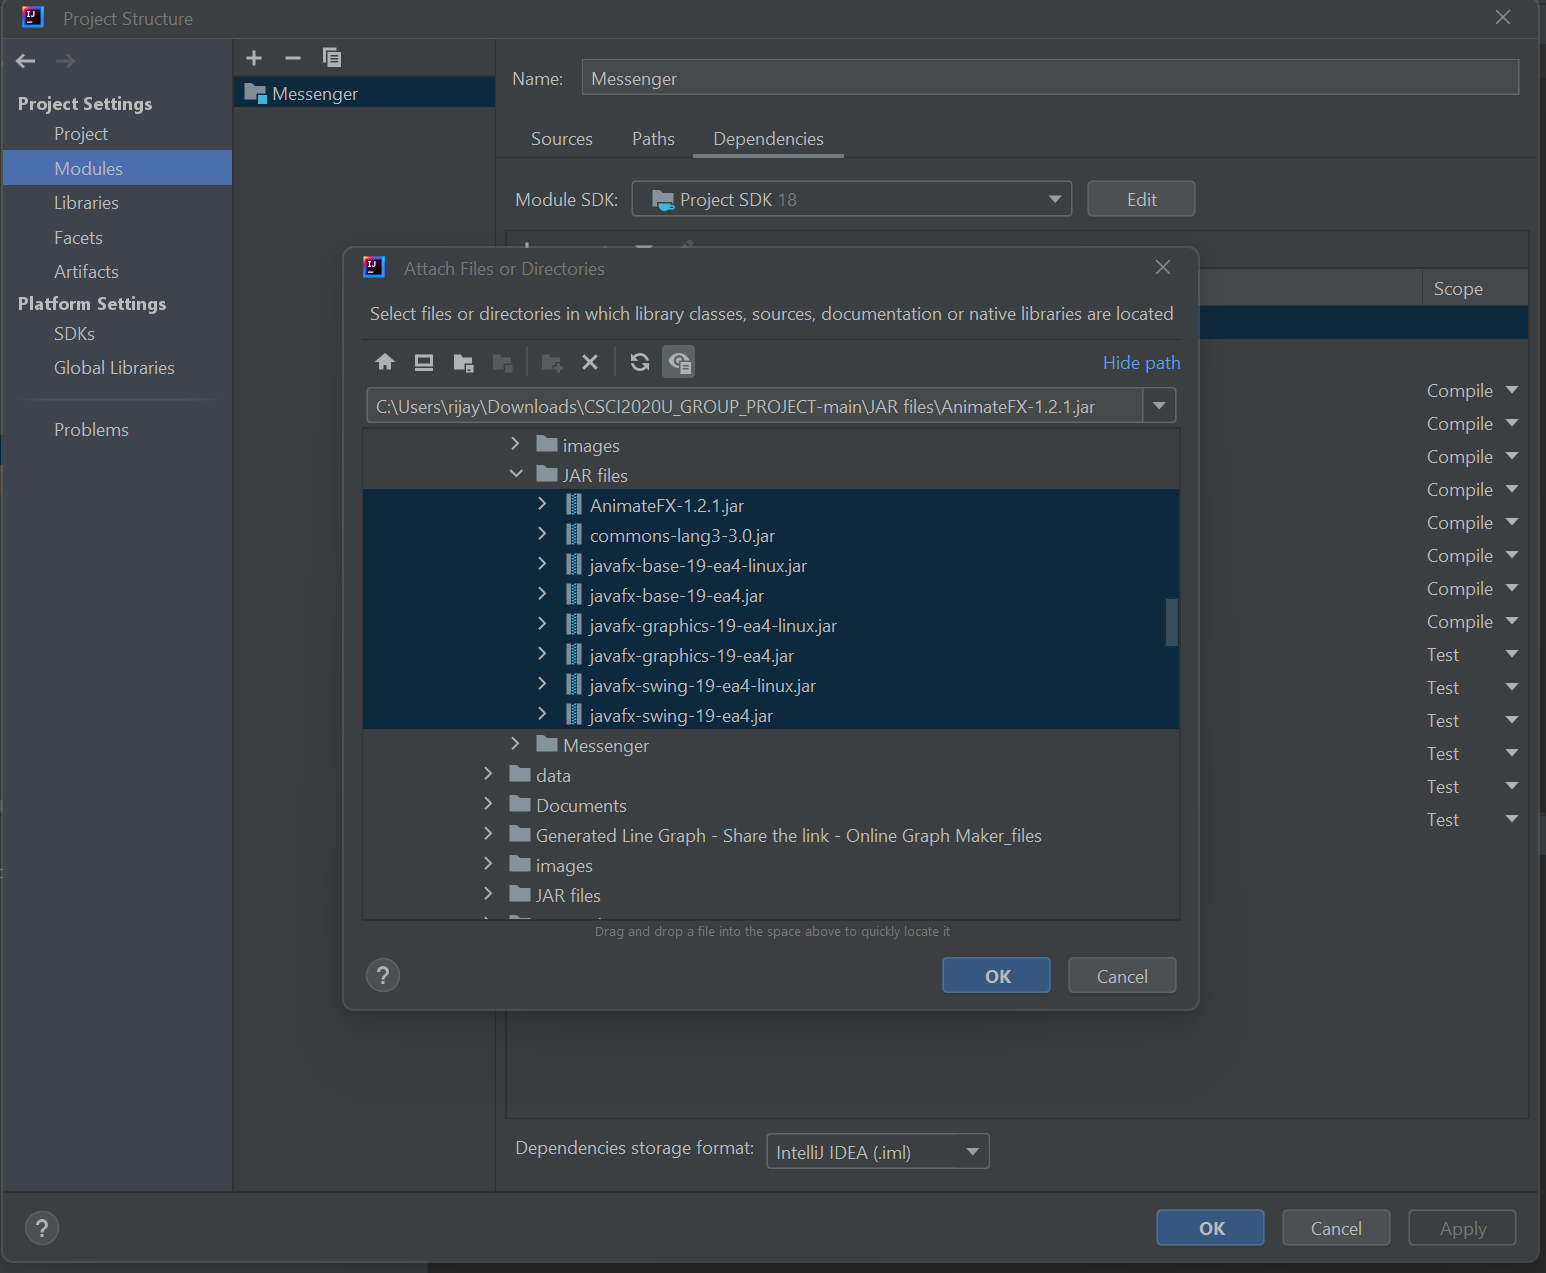 Project Structure
Project Settings
Project
Modules
Libraries
Facets
Artifacts
Platform Settings
SDKs
Global Libraries
Problems
Messenger
Name: Messenger
Sources Paths Dependencies
Module SDK: Project SDK 18 Edit
Scope
Compile
Compile
Compile
Compile
Compile
Compile
Compile
Compile
Test
Test
Test
Test
Test
Test
Attach Files or Directories
Select files or directories in which library classes, sources, documentation or native libraries are located
Hide path
C:\Users\rijay\Downloads\CSCI2020U_GROUP_PROJECT-main\JAR files\AnimateFX-1.2.1.jar
images
JAR files
AnimateFX-1.2.1.jar
commons-lang3-3.0.jar
javafx-base-19-ea4-linux.jar
javafx-base-19-ea4.jar
javafx-graphics-19-ea4-linux.jar
javafx-graphics-19-ea4.jar
javafx-swing-19-ea4-linux.jar
javafx-swing-19-ea4.jar
Messenger
data
Documents
Generated Line Graph - Share the link - Online Graph Maker_files
images
JAR files
Drag and drop a file into the space above to quickly locate it
? OK Cancel
Dependencies storage format: IntelliJ IDEA (.iml)
? OK Cancel Apply